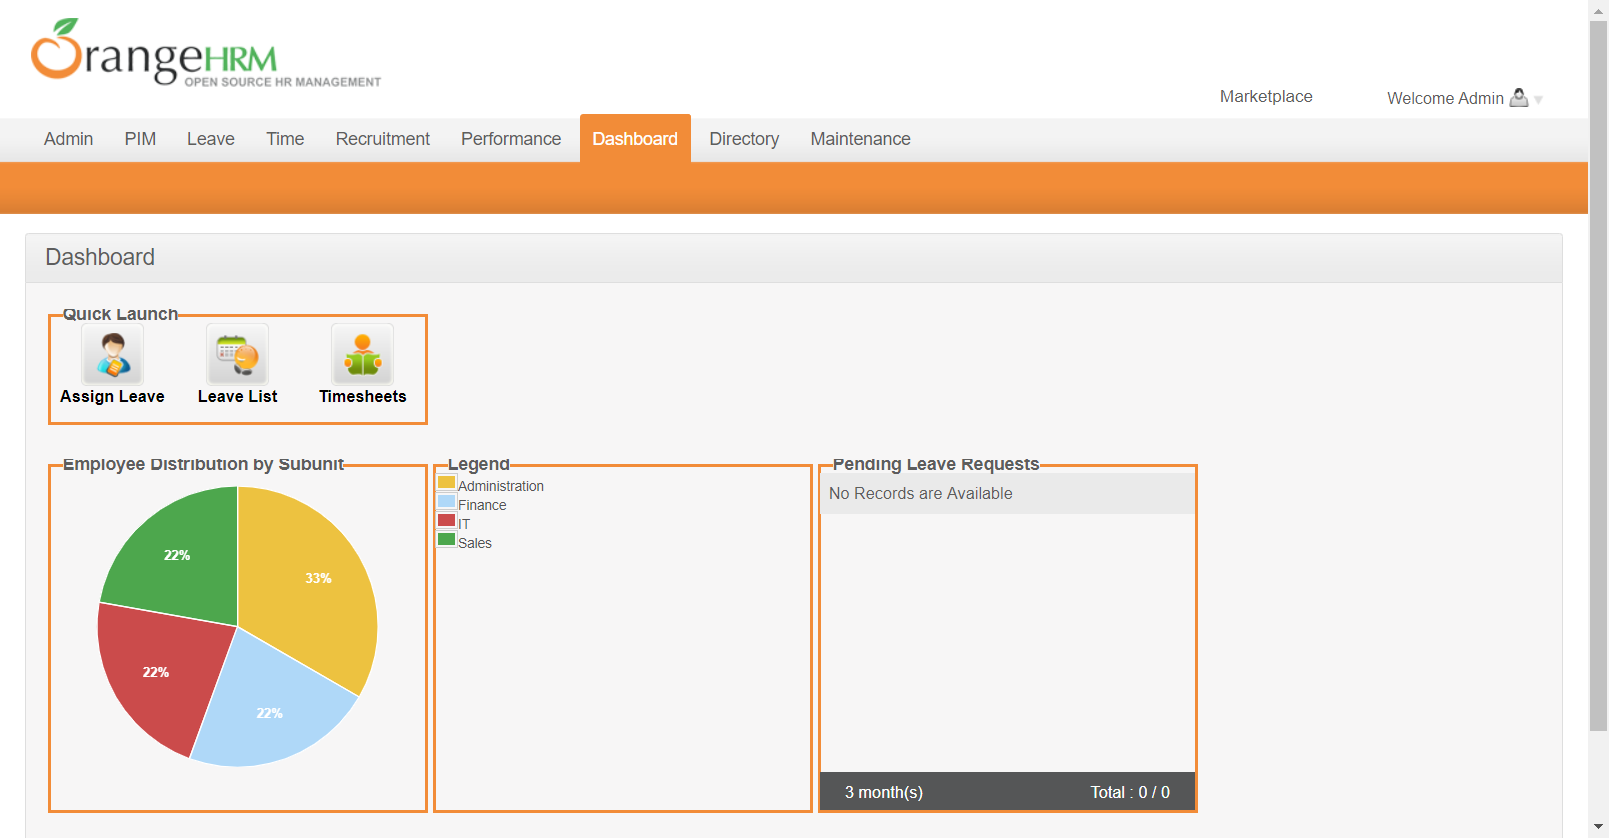 OrangeHRM
OPEN SOURCE HR MANAGEMENT
Marketplace
Welcome Admin
Admin PIM Leave Time Recruitment Performance Dashboard Directory Maintenance
Dashboard
Quick Launch
Assign Leave Leave List Timesheets
Employee Distribution by Subunit
22%
33%
22%
22%
Legend
Administration
Finance
IT
Sales
Pending Leave Requests
No Records are Available
3 month(s) Total : 0 / 0